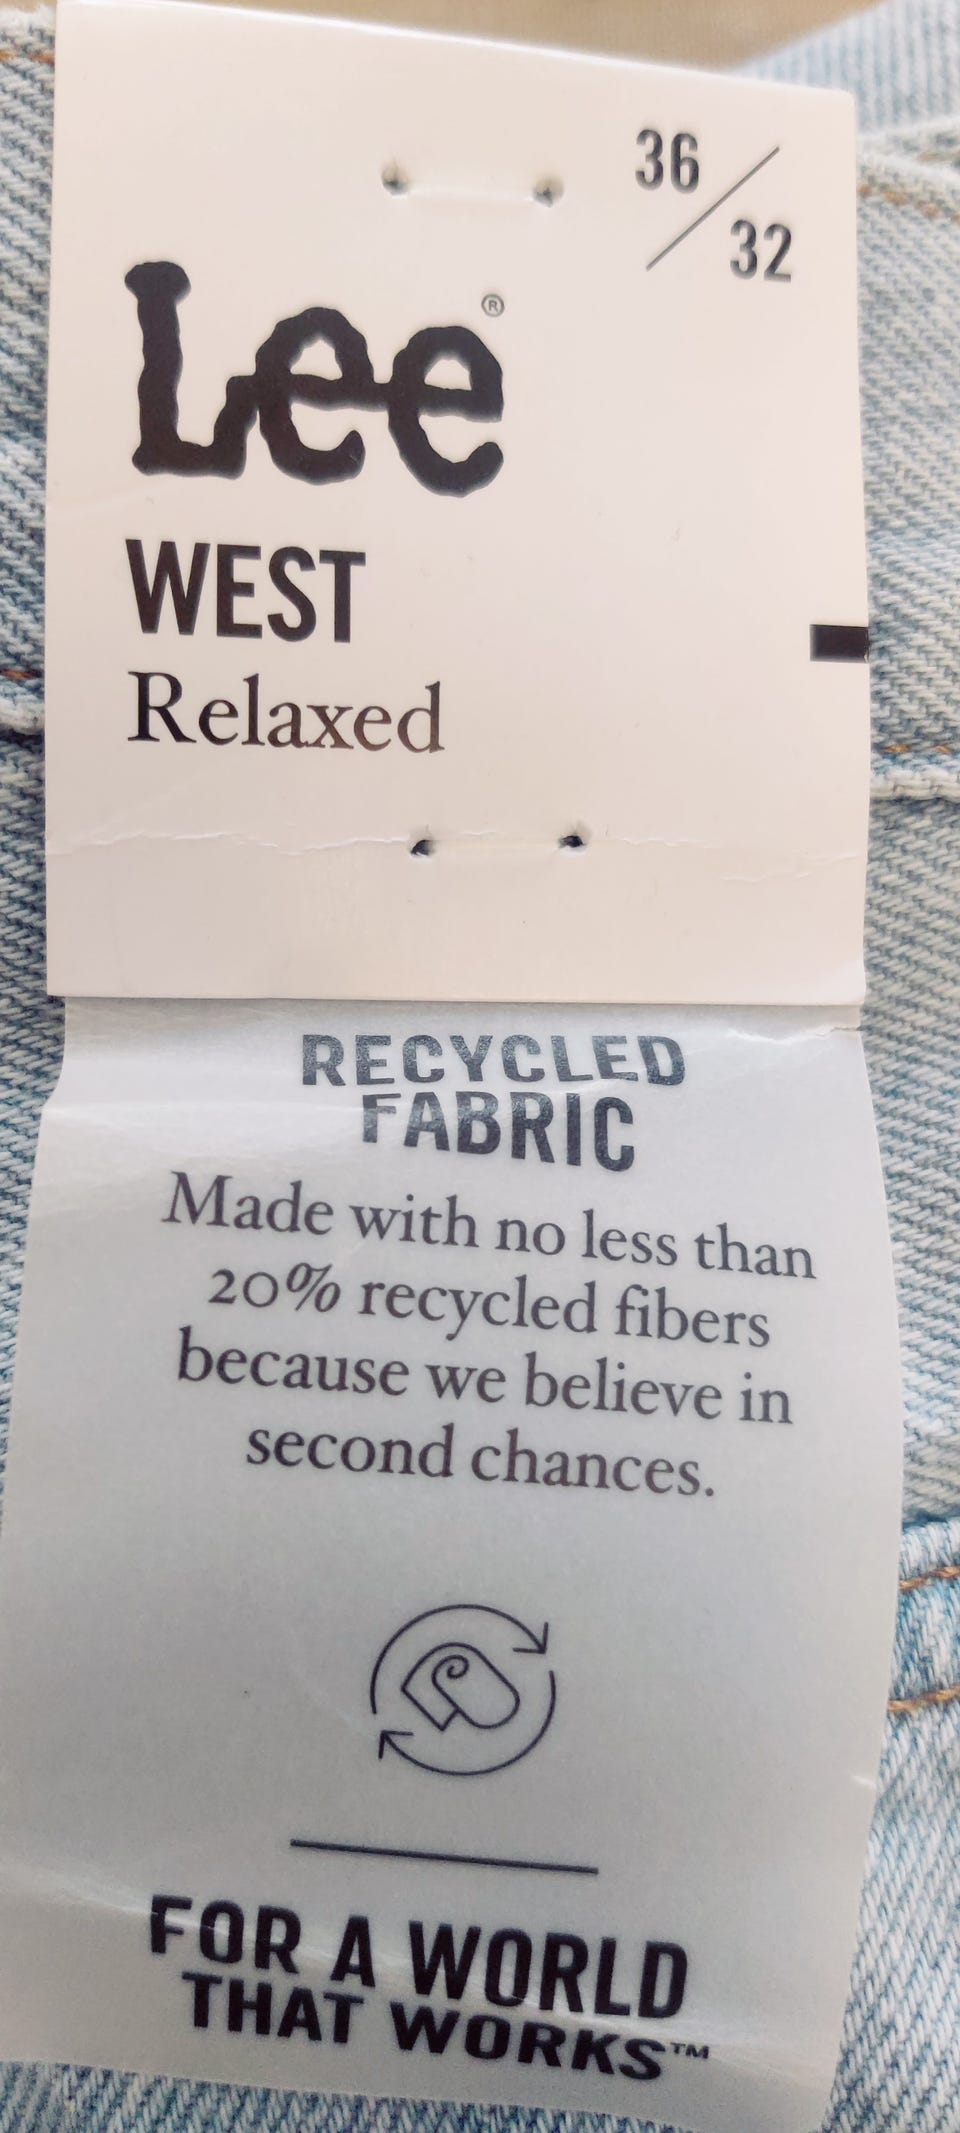 36/32
Lee®
WEST
Relaxed
RECYCLED
FABRIC
Made with no less than
20% recycled fibers
because we believe in
second chances.
FOR A WORLD
THAT WORKS™